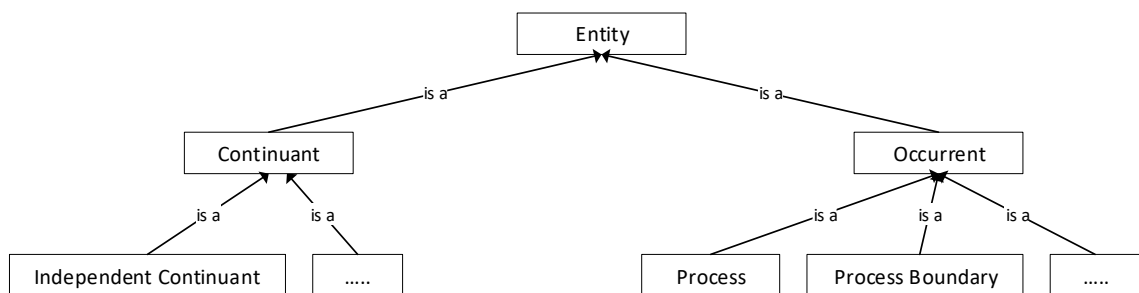 Entity
is a
is a
Continuant
Occurrent
is a
is a
is a
is a
is a
Independent Continuant
.....
Process
Process Boundary
.....